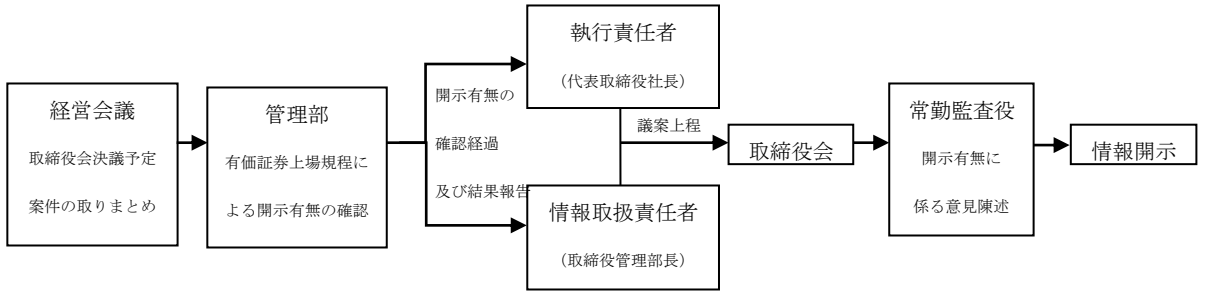 経営会議
取締役会決議予定
案件の取りまとめ
管理部
有価証券上場規程に
よる開示有無の確認
開示有無の
確認経過
及び結果報告
執行責任者
（代表取締役社長）
情報取扱責任者
（取締役管理部長）
議案上程
取締役会
常勤監査役
開示有無に
係る意見陳述
情報開示